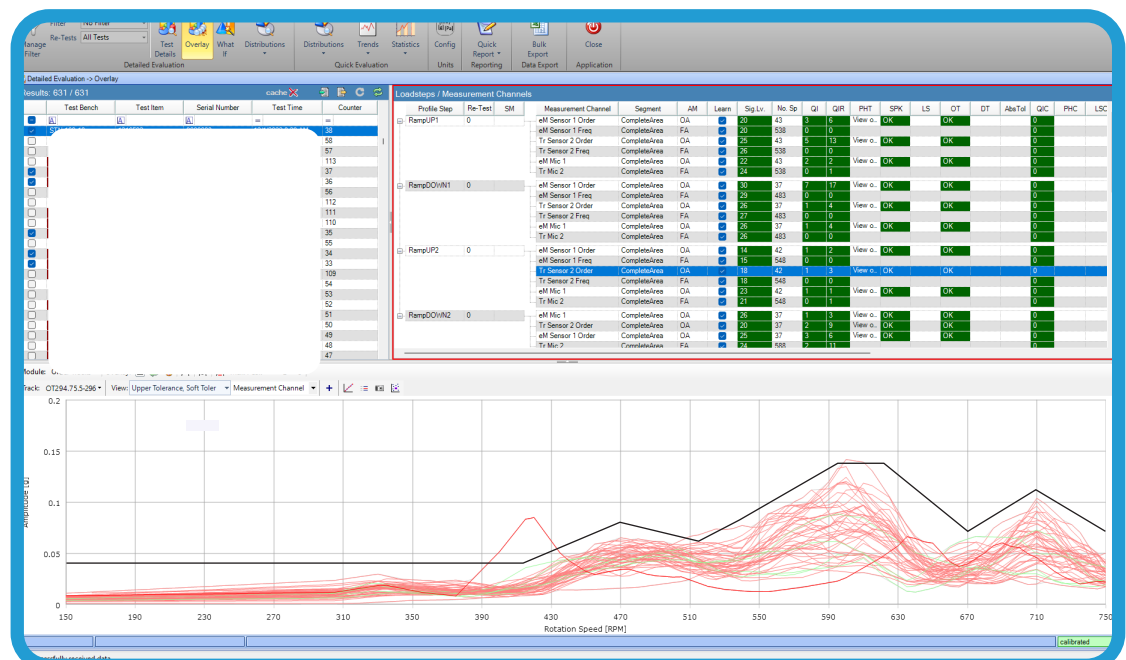 Filter No Filter
Manage Filter
Re-Tests All Tests
Test Details
Overlay
What If
Distributions
Distributions
Trends
Statistics
Config
Quick Report
Bulk Export
Close
Detailed Evaluation
Quick Evaluation
Units
Reporting
Data Export
Application
Detailed Evaluation -> Overlay
Results: 631 / 631
cache
Loadsteps / Measurement Channels
Test Bench Test Item Serial Number Test Time Counter
38
58
57
113
37
36
56
112
111
110
35
55
34
33
109
54
53
52
51
50
49
48
47
Profile Step Re-Test SM Measurement Channel Segment AM Learn Sig.Lv. No. Sp QI QIR PHT SPK LS OT DT AbsTol QIC PHC LSC
RampUP1 0 eM Sensor 1 Order CompleteArea OA 20 43 3 6 View o.. OK OK 0
eM Sensor 1 Freq CompleteArea FA 20 538 0 0 0
Tr Sensor 2 Order CompleteArea OA 25 43 5 13 View o.. OK OK 0
Tr Sensor 2 Freq CompleteArea FA 26 538 0 0 0
eM Mic 1 CompleteArea OA 22 43 2 2 View o.. OK OK 0
Tr Mic 2 CompleteArea FA 24 538 0 1 0
RampDOWN1 0 eM Sensor 1 Order CompleteArea OA 30 37 7 17 View o.. OK OK 0
eM Sensor 1 Freq CompleteArea FA 29 483 0 0 0
Tr Sensor 2 Order CompleteArea OA 26 37 1 4 View o.. OK OK 0
Tr Sensor 2 Freq CompleteArea FA 27 483 0 0 0
eM Mic 1 CompleteArea OA 26 37 1 4 View o.. OK OK 0
Tr Mic 2 CompleteArea FA 26 483 0 0 0
RampUP2 0 eM Sensor 1 Order CompleteArea OA 14 42 1 2 View o.. OK OK 0
eM Sensor 1 Freq CompleteArea FA 15 548 0 0 0
Tr Sensor 2 Order CompleteArea OA 18 42 1 3 View o.. OK OK 0
Tr Sensor 2 Freq CompleteArea FA 18 548 0 0 0
eM Mic 1 CompleteArea OA 23 42 1 1 View o.. OK OK 0
Tr Mic 2 CompleteArea FA 21 548 0 1 0
RampDOWN2 0 eM Mic 1 CompleteArea OA 26 37 1 3 View o.. OK OK 0
Tr Sensor 2 Order CompleteArea OA 20 37 2 9 View o.. OK OK 0
eM Sensor 1 Order CompleteArea OA 25 37 3 6 View o.. OK OK 0
Tr Mic 2 CompleteArea FA 24 588 2 11 0
Module:
Track: OT294.75.5-296 View: Upper Tolerance, Soft Toler Measurement Channel
Amplitude [g]
0.2
0.15
0.1
0.05
0
150 190 230 270 310 350 390 430 470 510 550 590 630 670 710 750
Rotation Speed [RPM]
calibrated
successfully received data